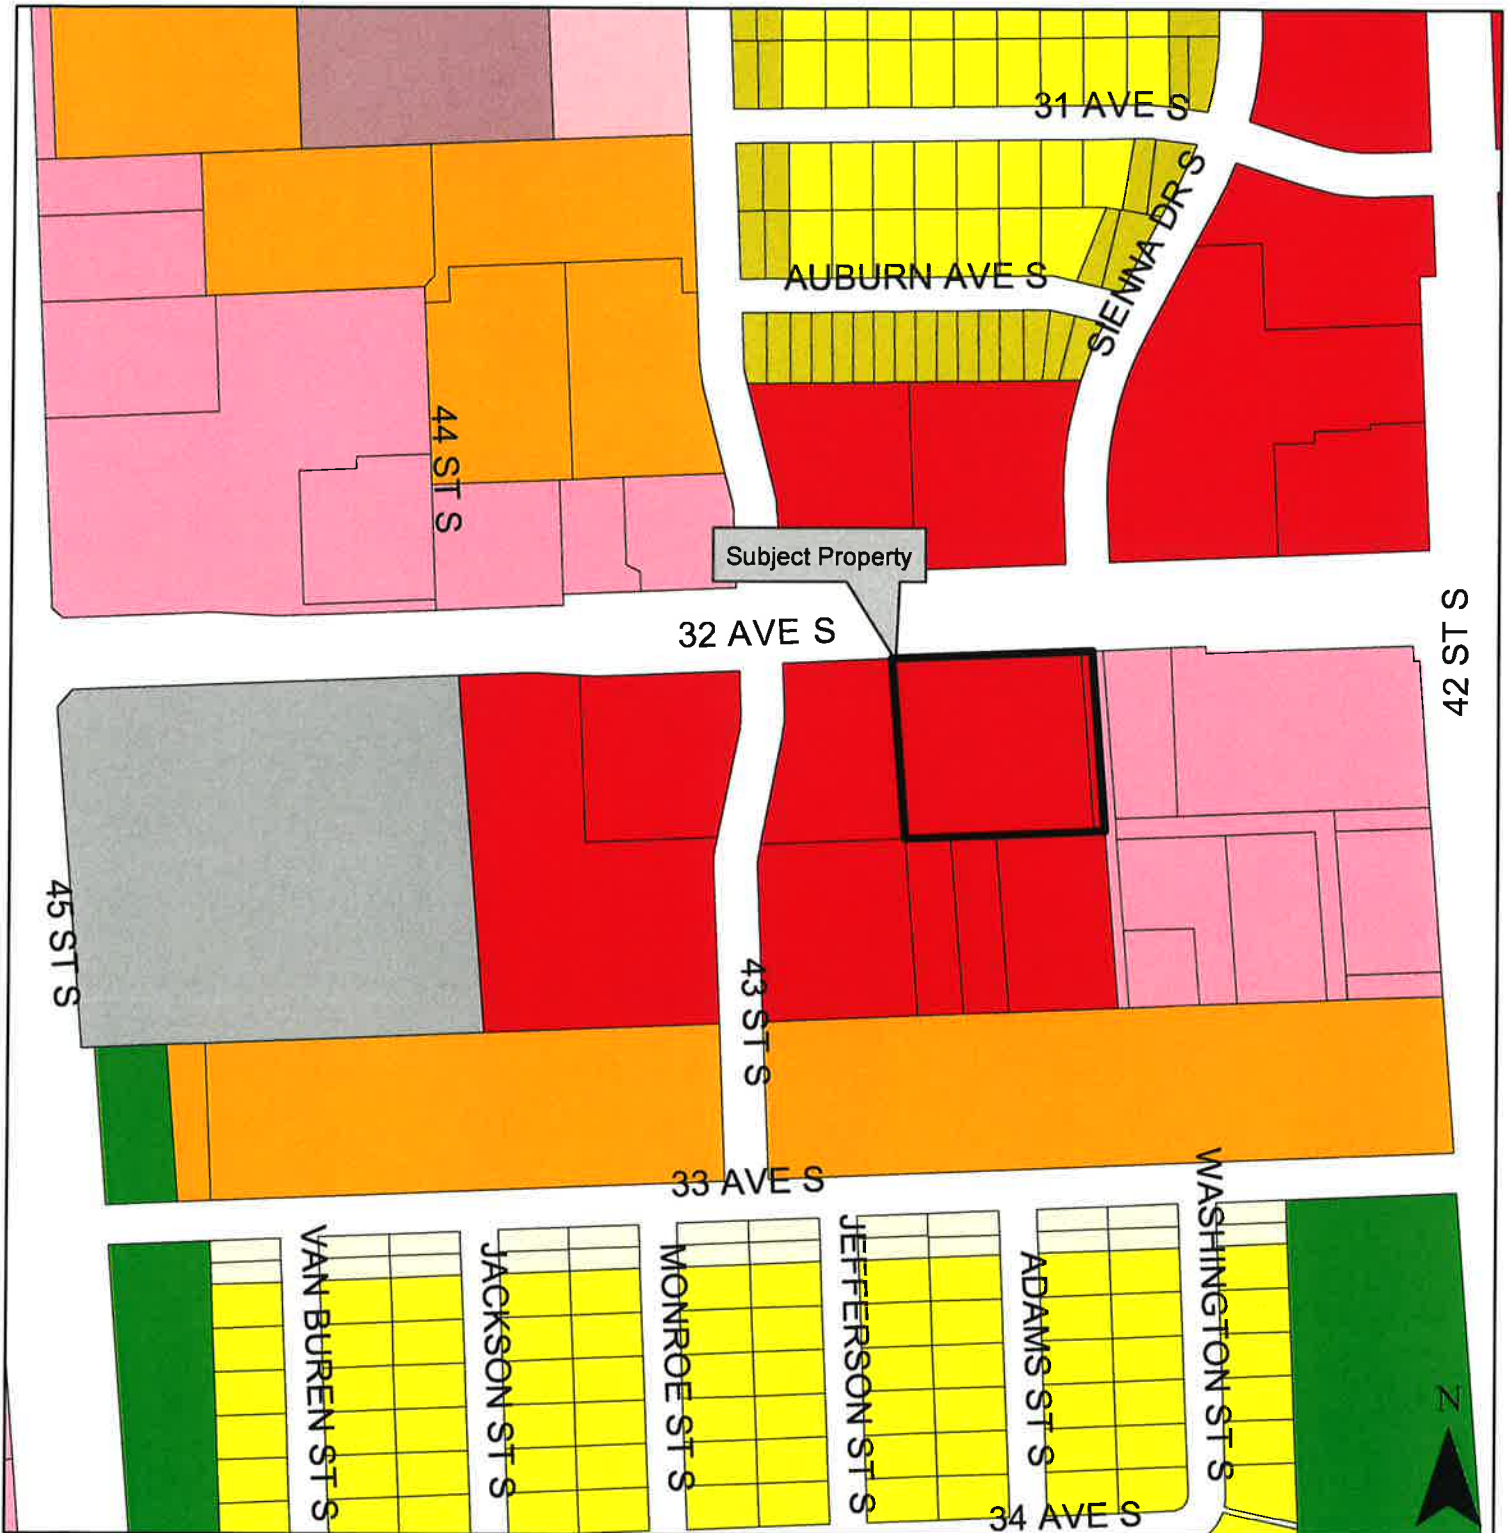 31 AVE S
SIENNA DR S
AUBURN AVE S
44 ST S
Subject Property
32 AVE S
42 ST S
45 ST S
43 ST S
33 AVE S
WASHINGTON ST S
VAN BUREN ST S
JACKSON ST S
MONROE ST S
JEFFERSON ST S
ADAMS ST S
N
34 AVE S